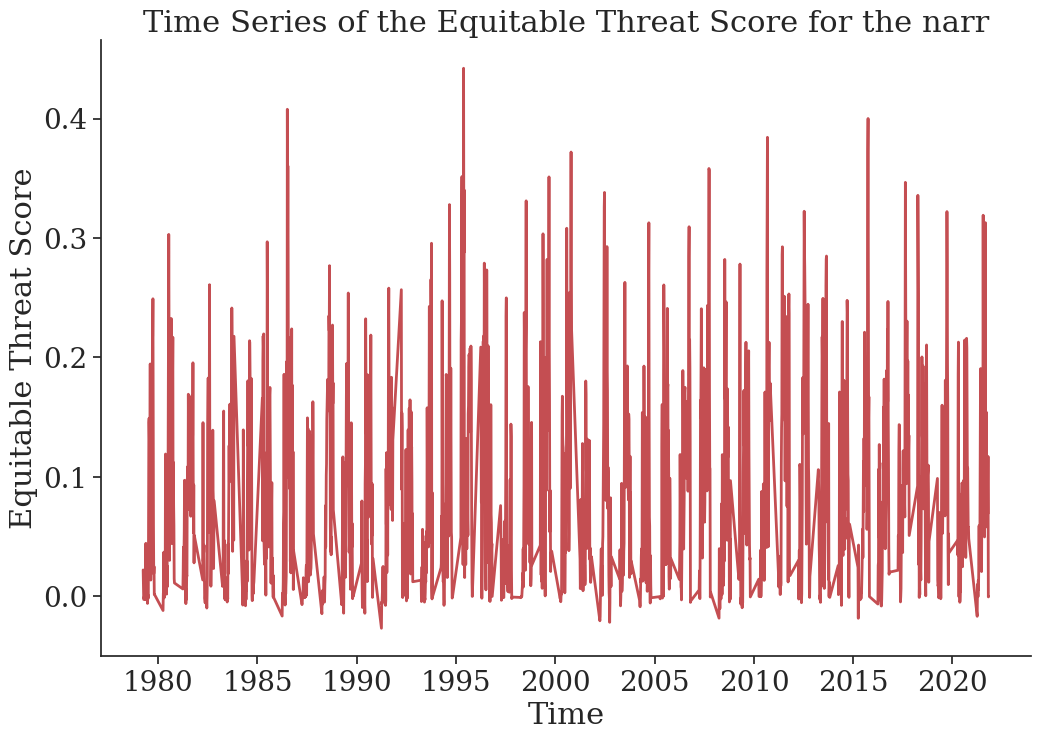 Time Series of the Equitable Threat Score for the narr
Equitable Threat Score
0.4
0.3
0.2
0.1
0.0
1980 1985 1990 1995 2000 2005 2010 2015 2020
Time